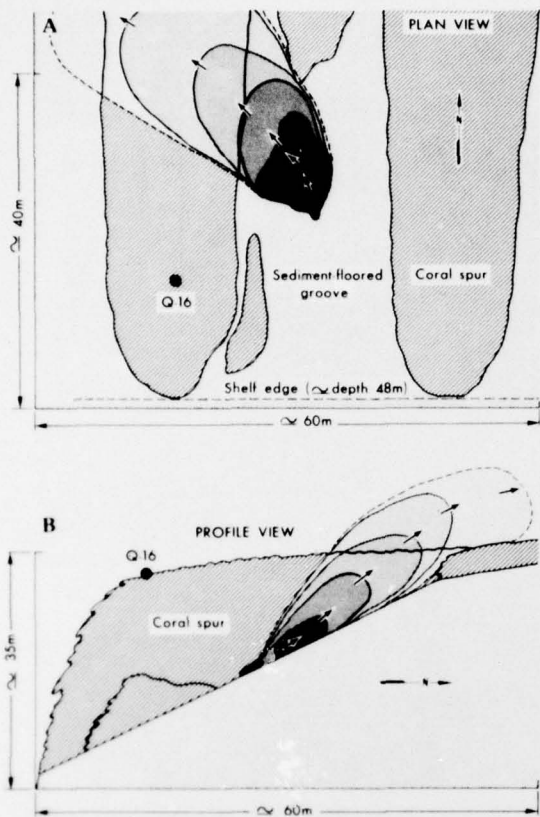 A
PLAN VIEW
N
≃ 40m
Q 16
Sediment-floored
groove
Coral spur
Shelf edge (≃ depth 48m)
≃ 60m
B
PROFILE VIEW
Q 16
Coral spur
≃ 35m
N
≃ 60m